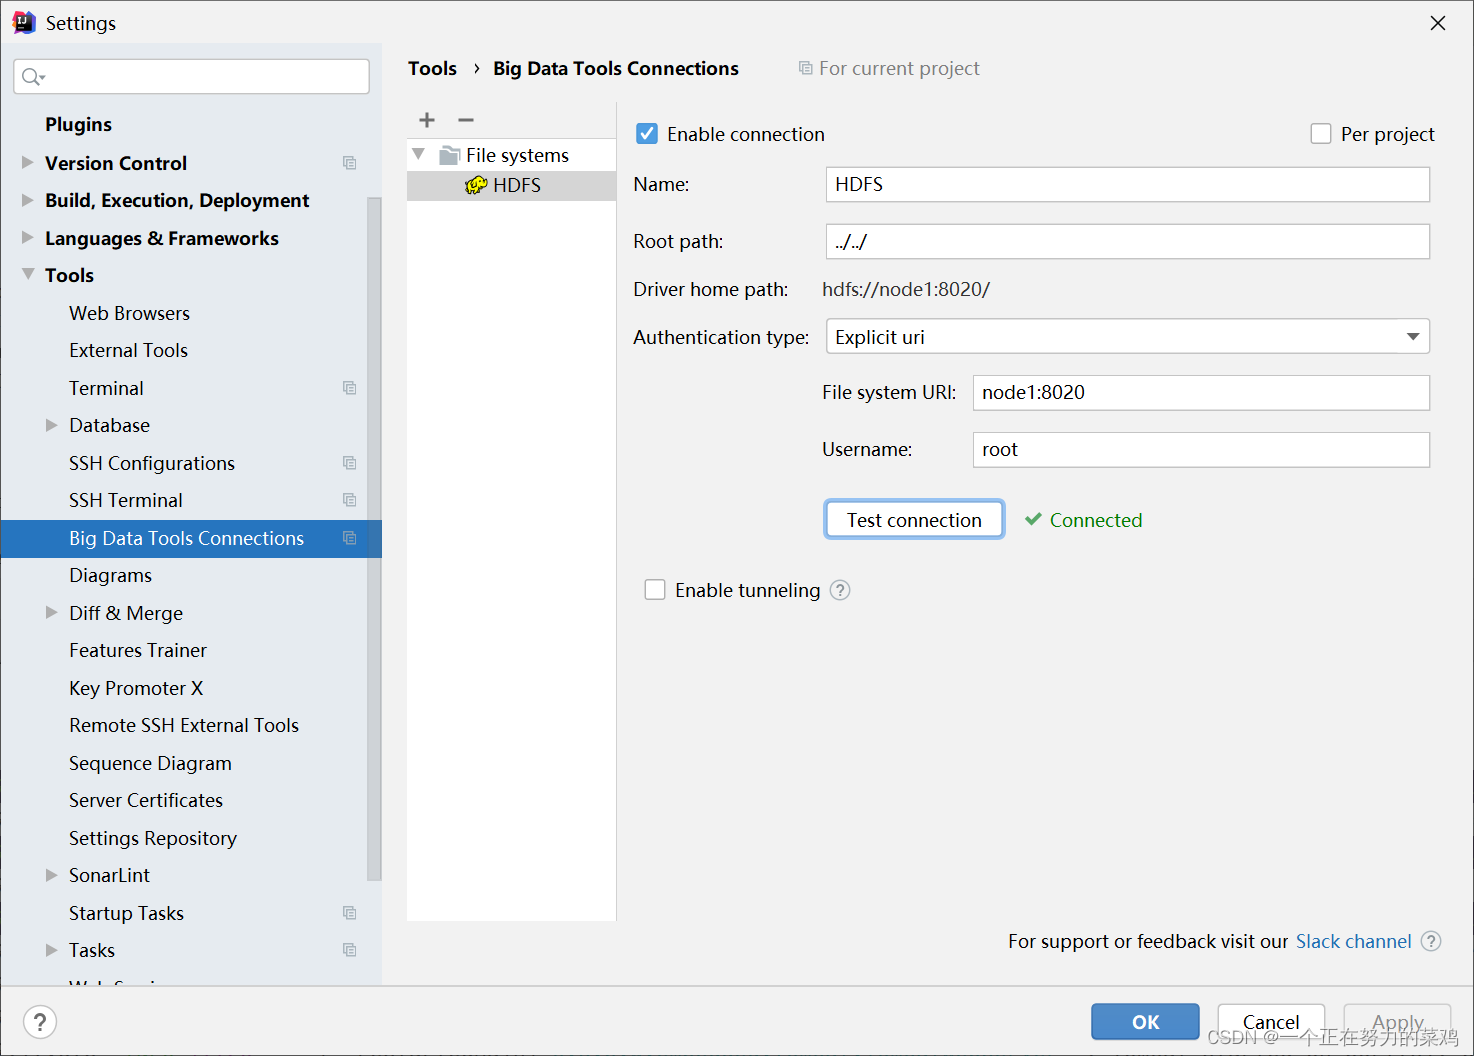 Settings
Plugins
Version Control
Build, Execution, Deployment
Languages & Frameworks
Tools
Web Browsers
External Tools
Terminal
Database
SSH Configurations
SSH Terminal
Big Data Tools Connections
Diagrams
Diff & Merge
Features Trainer
Key Promoter X
Remote SSH External Tools
Sequence Diagram
Server Certificates
Settings Repository
SonarLint
Startup Tasks
Tasks
Tools › Big Data Tools Connections For current project
File systems
HDFS
Enable connection Per project
Name: HDFS
Root path: ../../
Driver home path: hdfs://node1:8020/
Authentication type: Explicit uri
File system URI: node1:8020
Username: root
Test connection Connected
Enable tunneling ?
For support or feedback visit our Slack channel ?
? OK Cancel Apply
CSDN @一个正在努力的菜鸡